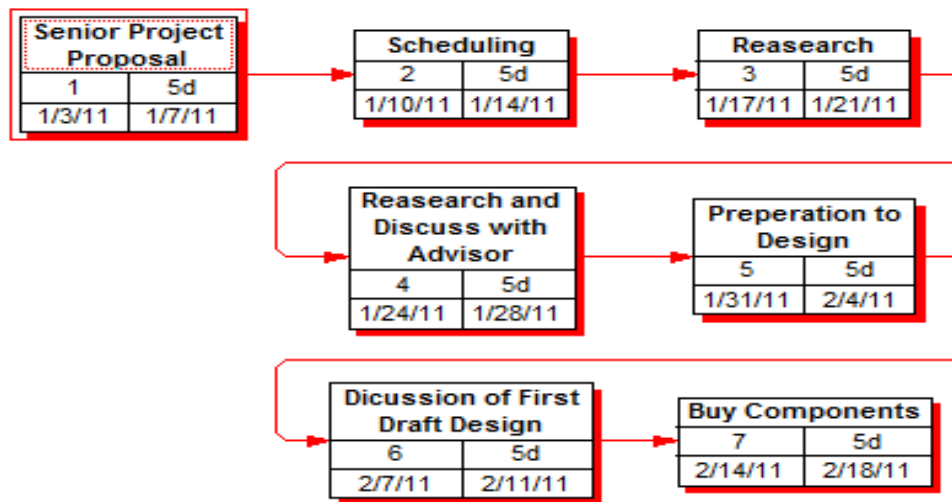 Senior Project
Proposal
1 5d
1/3/11 1/7/11
Scheduling
2 5d
1/10/11 1/14/11
Reasearch
3 5d
1/17/11 1/21/11
Reasearch and
Discuss with
Advisor
4 5d
1/24/11 1/28/11
Preperation to
Design
5 5d
1/31/11 2/4/11
Dicussion of First
Draft Design
6 5d
2/7/11 2/11/11
Buy Components
7 5d
2/14/11 2/18/11